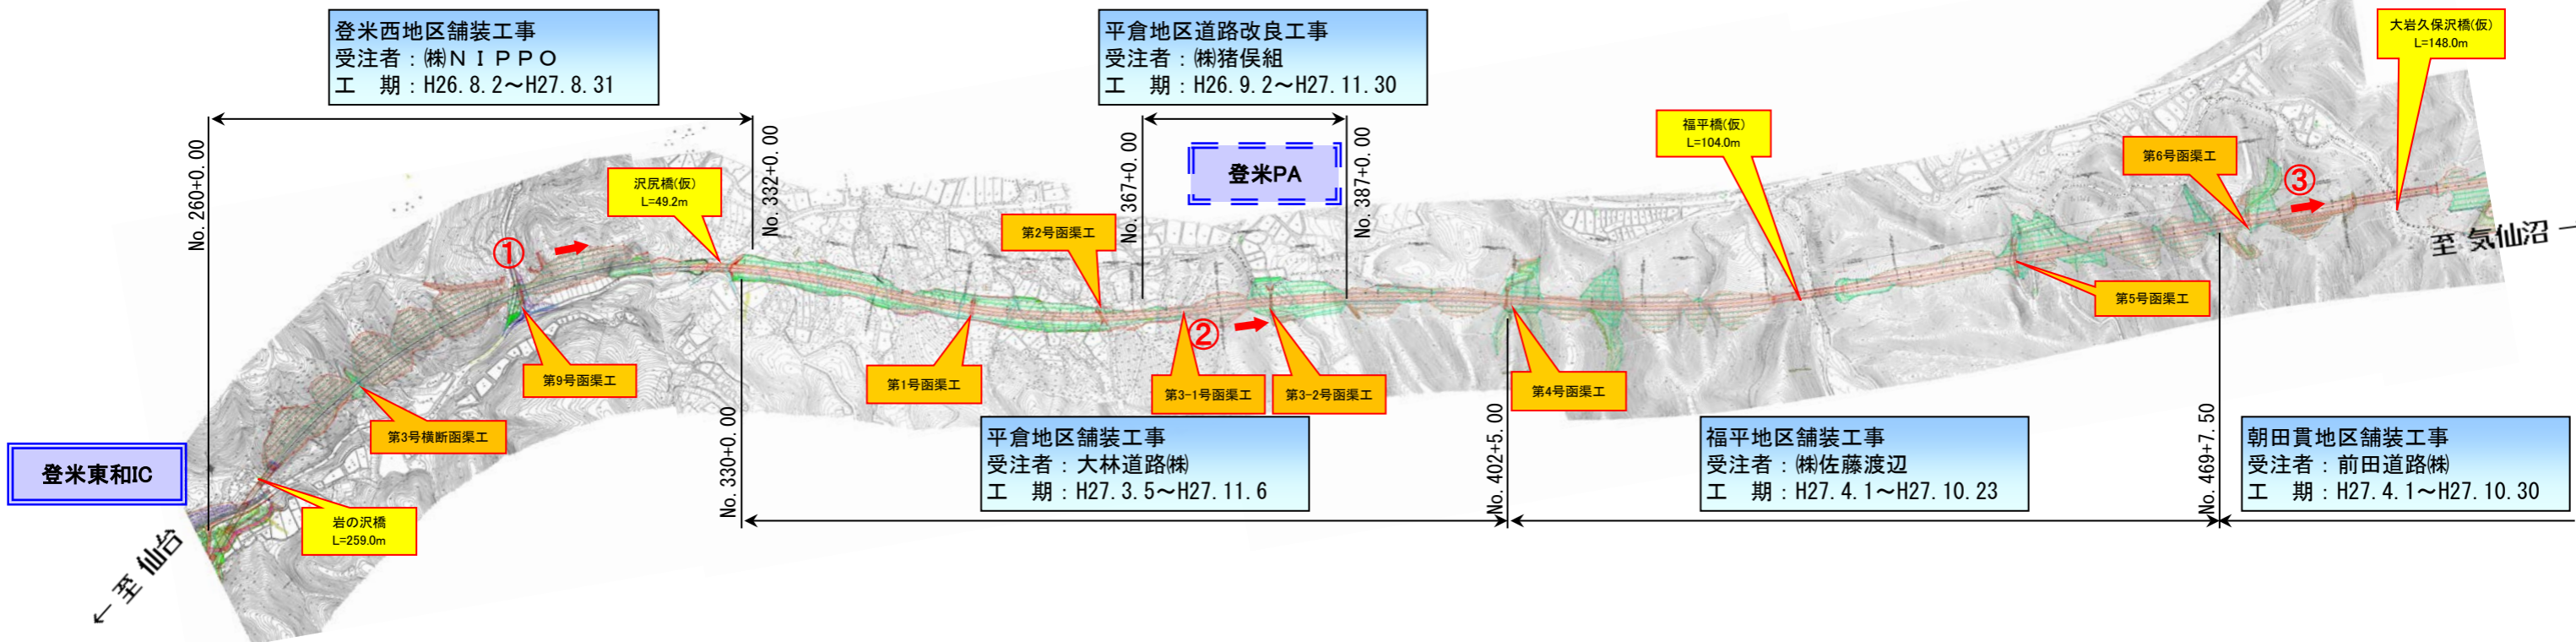 登米西地区舗装工事
受注者：㈱ＮＩＰＰＯ
工　期：H26.8.2～H27.8.31
平倉地区道路改良工事
受注者：㈱猪俣組
工　期：H26.9.2～H27.11.30
大岩久保沢橋(仮)
L=148.0m
No.260+0.00
No.332+0.00
No.367+0.00
No.387+0.00
登米PA
福平橋(仮)
L=104.0m
第6号函渠工
沢尻橋(仮)
L=49.2m
第2号函渠工
①
②
③
至 気仙沼
第1号函渠工
第9号函渠工
第3号横断函渠工
第3-1号函渠工
第3-2号函渠工
第4号函渠工
第5号函渠工
登米東和IC
岩の沢橋
L=259.0m
← 至 仙台
No.330+0.00
No.402+5.00
No.469+7.50
平倉地区舗装工事
受注者：大林道路㈱
工　期：H27.3.5～H27.11.6
福平地区舗装工事
受注者：㈱佐藤渡辺
工　期：H27.4.1～H27.10.23
朝田貫地区舗装工事
受注者：前田道路㈱
工　期：H27.4.1～H27.10.30